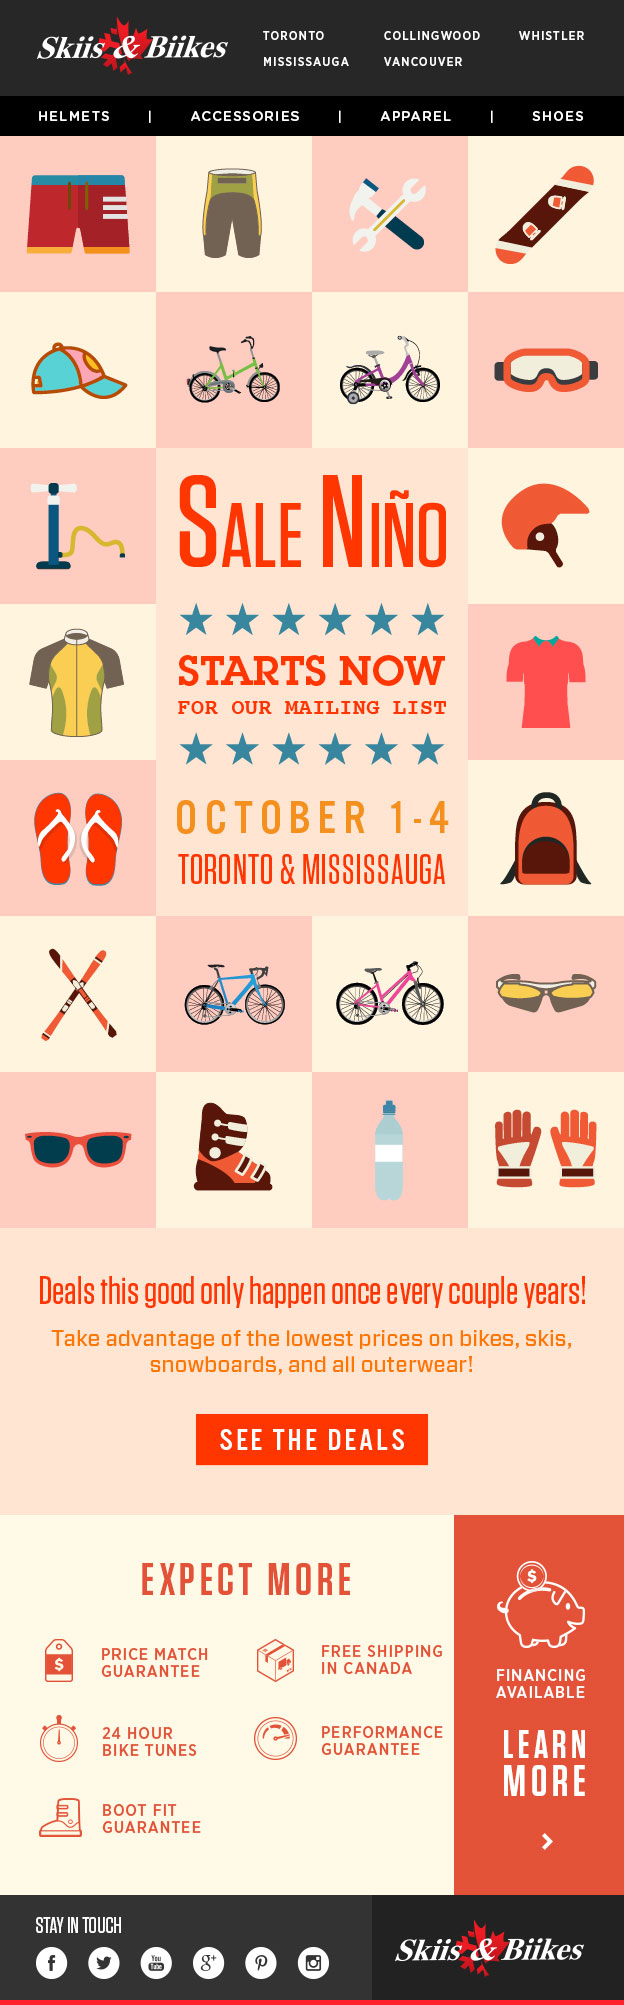 Skiis & Biikes
TORONTO COLLINGWOOD WHISTLER
MISSISSAUGA VANCOUVER
HELMETS | ACCESSORIES | APPAREL | SHOES
SALE NIÑO
STARTS NOW
FOR OUR MAILING LIST
OCTOBER 1-4
TORONTO & MISSISSAUGA
Deals this good only happen once every couple years!
Take advantage of the lowest prices on bikes, skis,
snowboards, and all outerwear!
SEE THE DEALS
EXPECT MORE
PRICE MATCH
GUARANTEE
$
FREE SHIPPING
IN CANADA
24 HOUR
BIKE TUNES
PERFORMANCE
GUARANTEE
BOOT FIT
GUARANTEE
$
FINANCING
AVAILABLE
LEARN
MORE
STAY IN TOUCH
f
You
Tube
g+
Skiis & Biikes